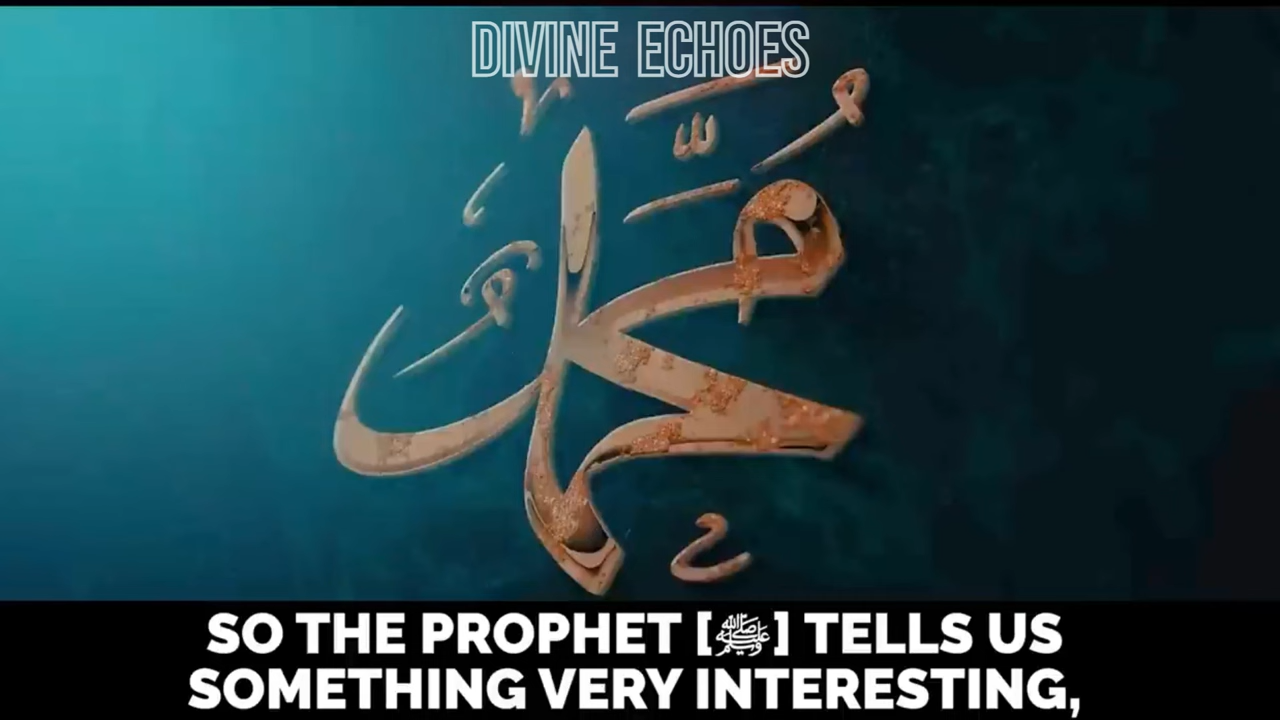 DIVINE ECHOES
مُحَمَّد
SO THE PROPHET [ﷺ] TELLS US
SOMETHING VERY INTERESTING,